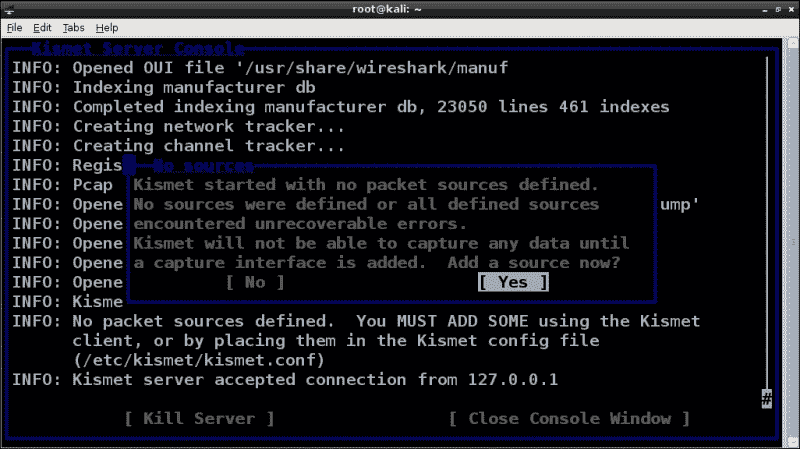 root@kali: ~
File Edit Tabs Help
Kismet Server Console
INFO: Opened OUI file '/usr/share/wireshark/manuf
INFO: Indexing manufacturer db
INFO: Completed indexing manufacturer db, 23050 lines 461 indexes
INFO: Creating network tracker...
INFO: Creating channel tracker...
INFO: Regis
No sources
INFO: Pcap
Kismet started with no packet sources defined.
INFO: Opene
No sources were defined or all defined sources
ump'
INFO: Opene
encountered unrecoverable errors.
INFO: Opene
Kismet will not be able to capture any data until
INFO: Opene
a capture interface is added.  Add a source now?
INFO: Opene
[ No ]
[ Yes ]
INFO: Kisme
INFO: No packet sources defined.  You MUST ADD SOME using the Kismet
client, or by placing them in the Kismet config file
(/etc/kismet/kismet.conf)
INFO: Kismet server accepted connection from 127.0.0.1
#
[ Kill Server ]
[ Close Console Window ]